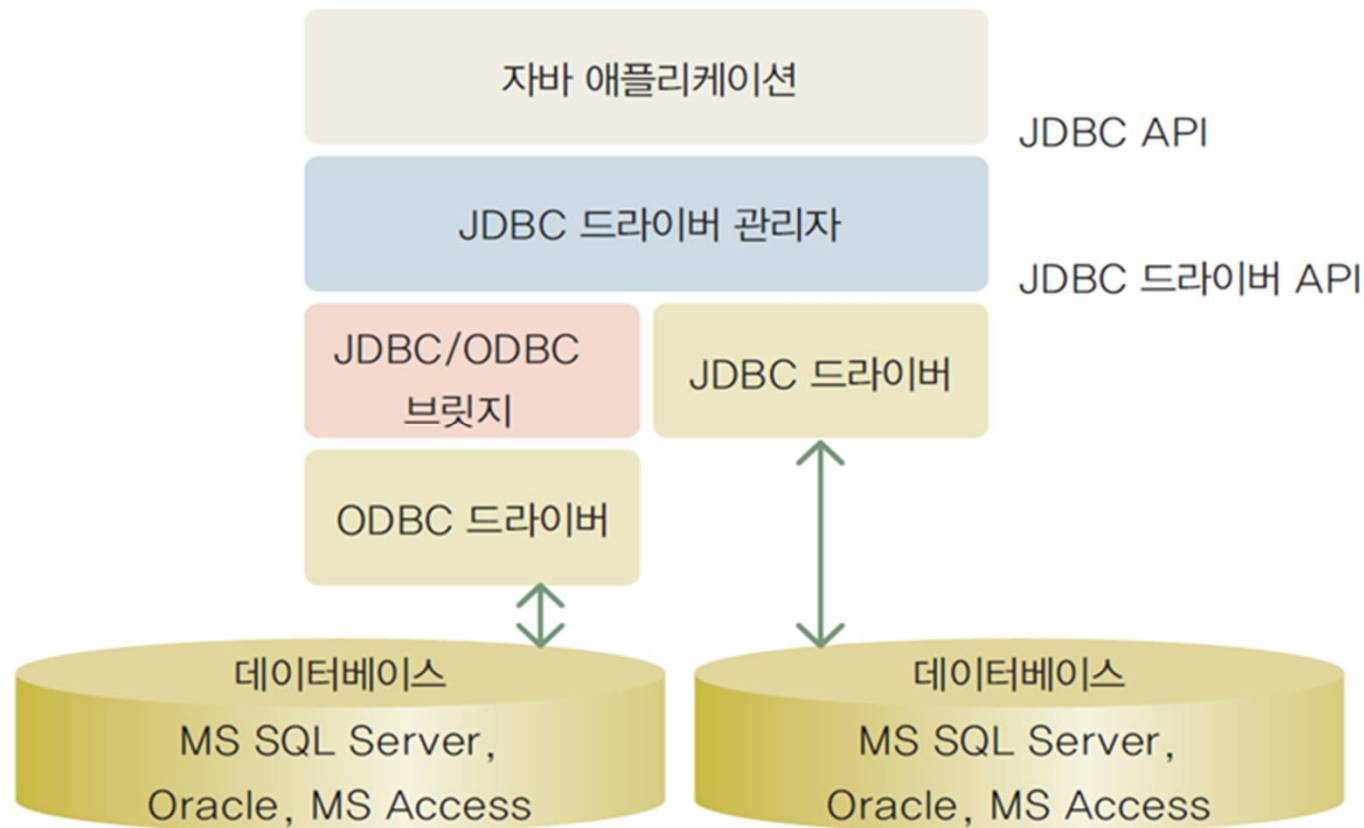 자바 애플리케이션
JDBC API
JDBC 드라이버 관리자
JDBC 드라이버 API
JDBC/ODBC
브릿지
JDBC 드라이버
ODBC 드라이버
데이터베이스
MS SQL Server,
Oracle, MS Access
데이터베이스
MS SQL Server,
Oracle, MS Access